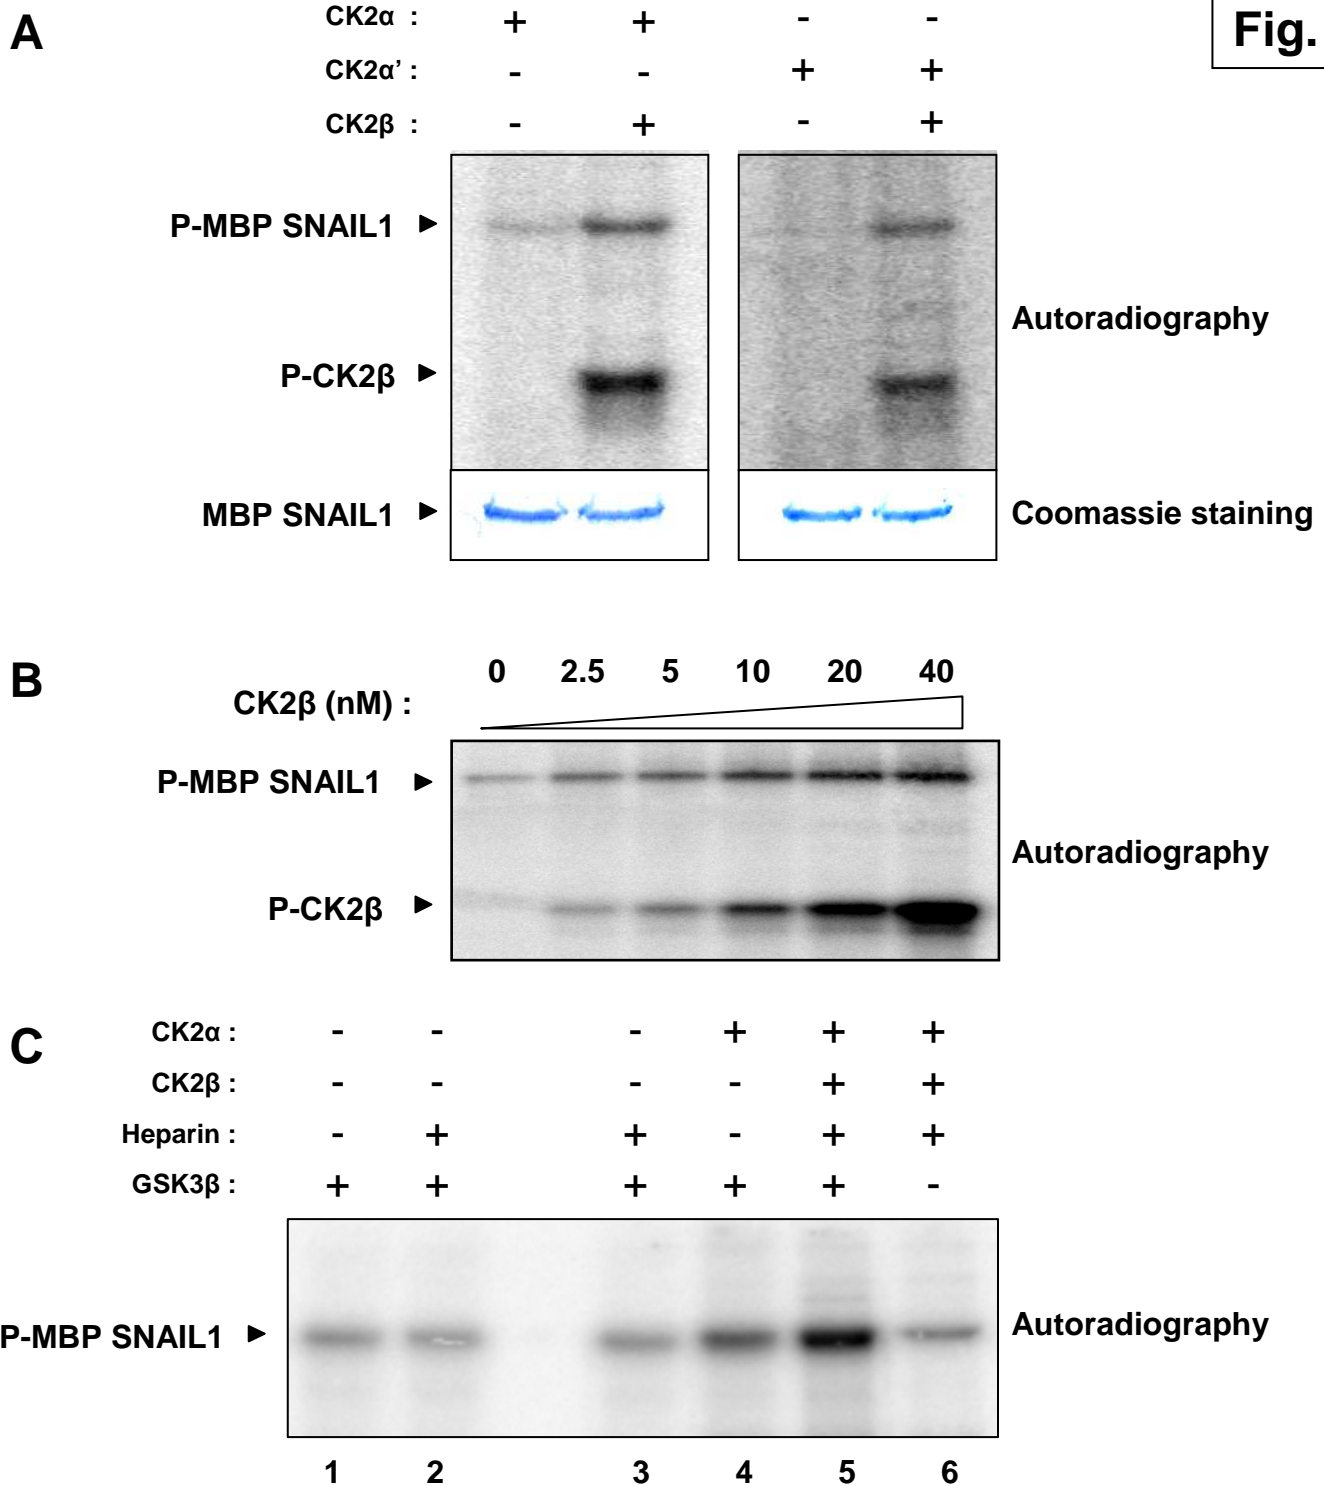 A
Fig.
CK2α : + + - -
CK2α’ : - - + +
CK2β : - + - +
P-MBP SNAIL1
Autoradiography
P-CK2β
MBP SNAIL1
Coomassie staining
B
0 2.5 5 10 20 40
CK2β (nM) :
P-MBP SNAIL1
Autoradiography
P-CK2β
C
CK2α : - - - + + +
CK2β : - - - - + +
Heparin : - + + - + +
GSK3β : + + + + + -
P-MBP SNAIL1
Autoradiography
1 2 3 4 5 6